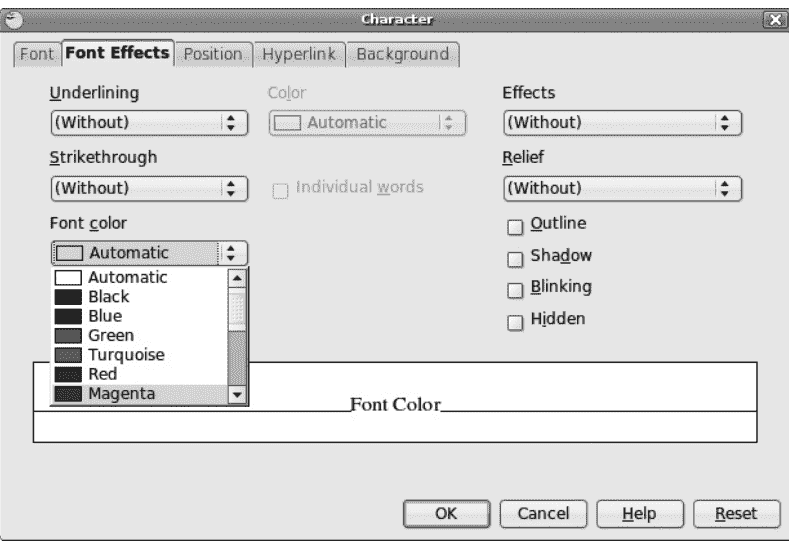 Character
Font Font Effects Position Hyperlink Background
Underlining Color Effects
(Without) Automatic (Without)
Strikethrough Relief
(Without) Individual words (Without)
Font color Outline
Automatic Shadow
Automatic
Black Blinking
Blue
Green Hidden
Turquoise
Red
Magenta
Font Color
OK Cancel Help Reset